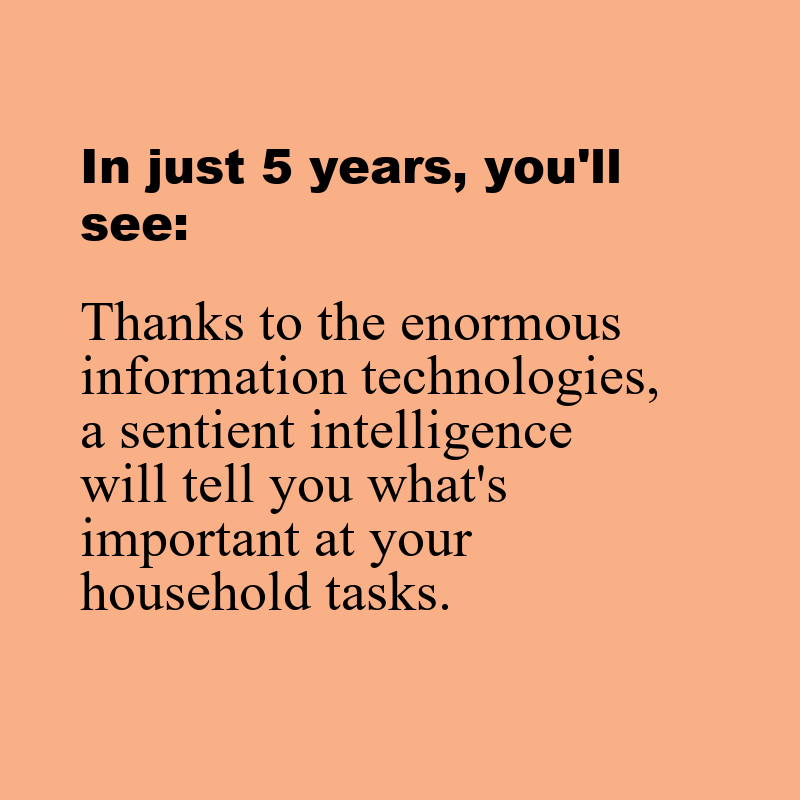 In just 5 years, you'll
see:
Thanks to the enormous
information technologies,
a sentient intelligence
will tell you what's
important at your
household tasks.